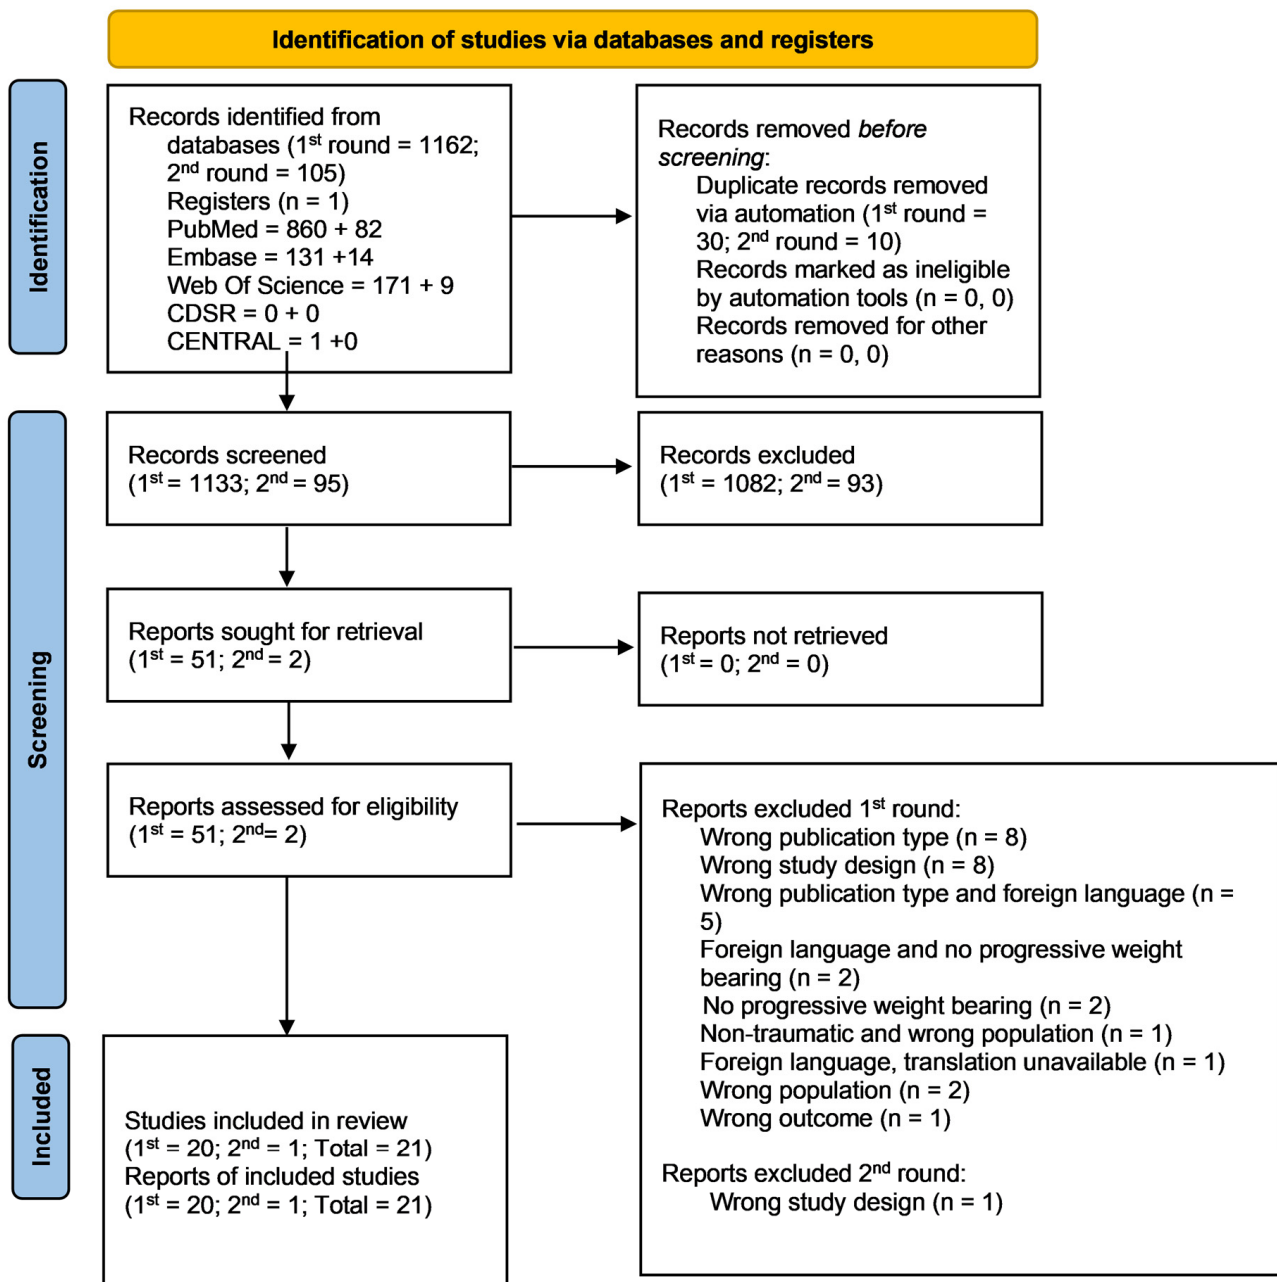 Identification of studies via databases and registers
Identification
Records identified from
databases (1st round = 1162;
2nd round = 105)
Registers (n = 1)
PubMed = 860 + 82
Embase = 131 +14
Web Of Science = 171 + 9
CDSR = 0 + 0
CENTRAL = 1 +0
Records removed before
screening:
Duplicate records removed
via automation (1st round =
30; 2nd round = 10)
Records marked as ineligible
by automation tools (n = 0, 0)
Records removed for other
reasons (n = 0, 0)
Screening
Records screened
(1st = 1133; 2nd = 95)
Records excluded
(1st = 1082; 2nd = 93)
Reports sought for retrieval
(1st = 51; 2nd = 2)
Reports not retrieved
(1st = 0; 2nd = 0)
Reports assessed for eligibility
(1st = 51; 2nd= 2)
Reports excluded 1st round:
Wrong publication type (n = 8)
Wrong study design (n = 8)
Wrong publication type and foreign language (n =
5)
Foreign language and no progressive weight
bearing (n = 2)
No progressive weight bearing (n = 2)
Non-traumatic and wrong population (n = 1)
Foreign language, translation unavailable (n = 1)
Wrong population (n = 2)
Wrong outcome (n = 1)
Reports excluded 2nd round:
Wrong study design (n = 1)
Included
Studies included in review
(1st = 20; 2nd = 1; Total = 21)
Reports of included studies
(1st = 20; 2nd = 1; Total = 21)